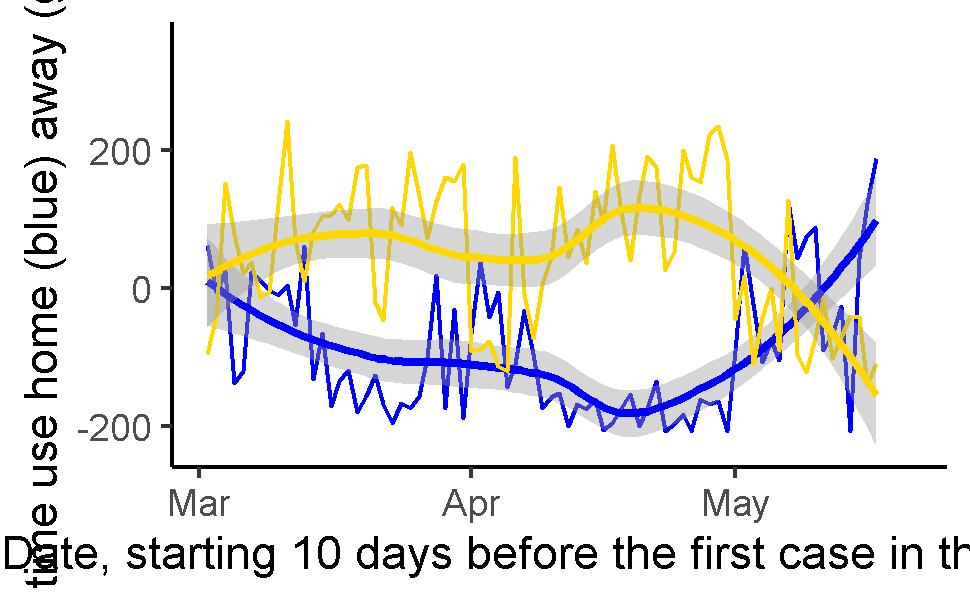 time use home (blue) away (
200
0
-200
Mar Apr May
Date, starting 10 days before the first case in th